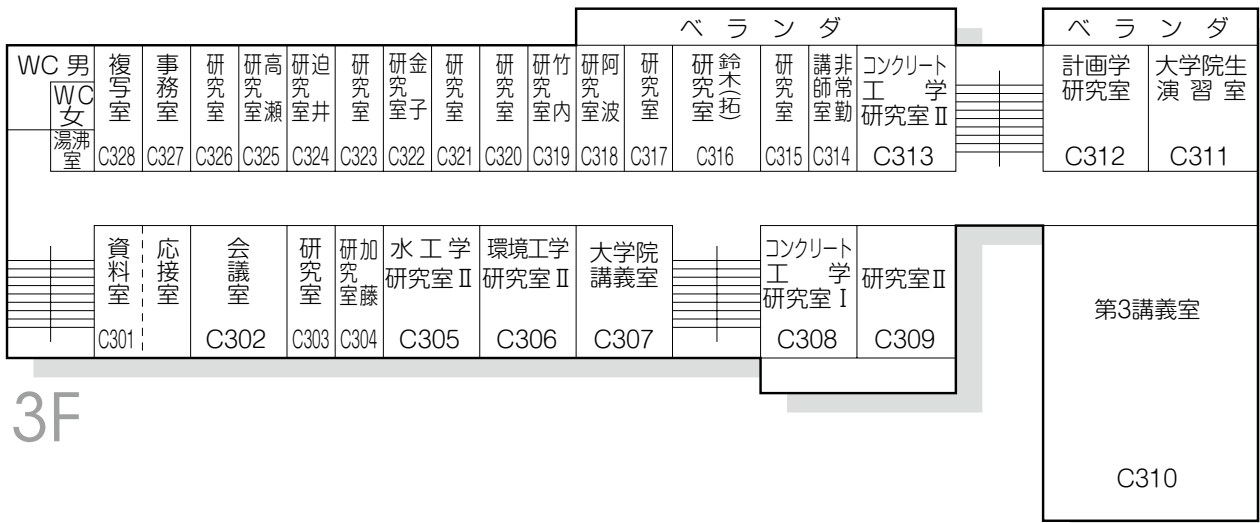 ベランダ
ベランダ
WC 男
WC 女
湯沸室
複写室
C328
事務室
C327
研究室
C326
高瀬研究室
C325
迫井研究室
C324
研究室
C323
金子研究室
C322
研究室
C321
研究室
C320
竹内研究室
C319
阿波研究室
C318
研究室
C317
鈴木(拓)研究室
C316
研究室
C315
非常勤講師室
C314
コンクリート
工学
研究室Ⅱ
C313
計画学
研究室
C312
大学院生
演習室
C311
資料室
C301
応接室
会議室
C302
研究室
C303
加藤研究室
C304
水工学
研究室Ⅱ
C305
環境工学
研究室Ⅱ
C306
大学院
講義室
C307
コンクリート
工学
研究室Ⅰ
C308
研究室Ⅱ
C309
第3講義室
C310
3F